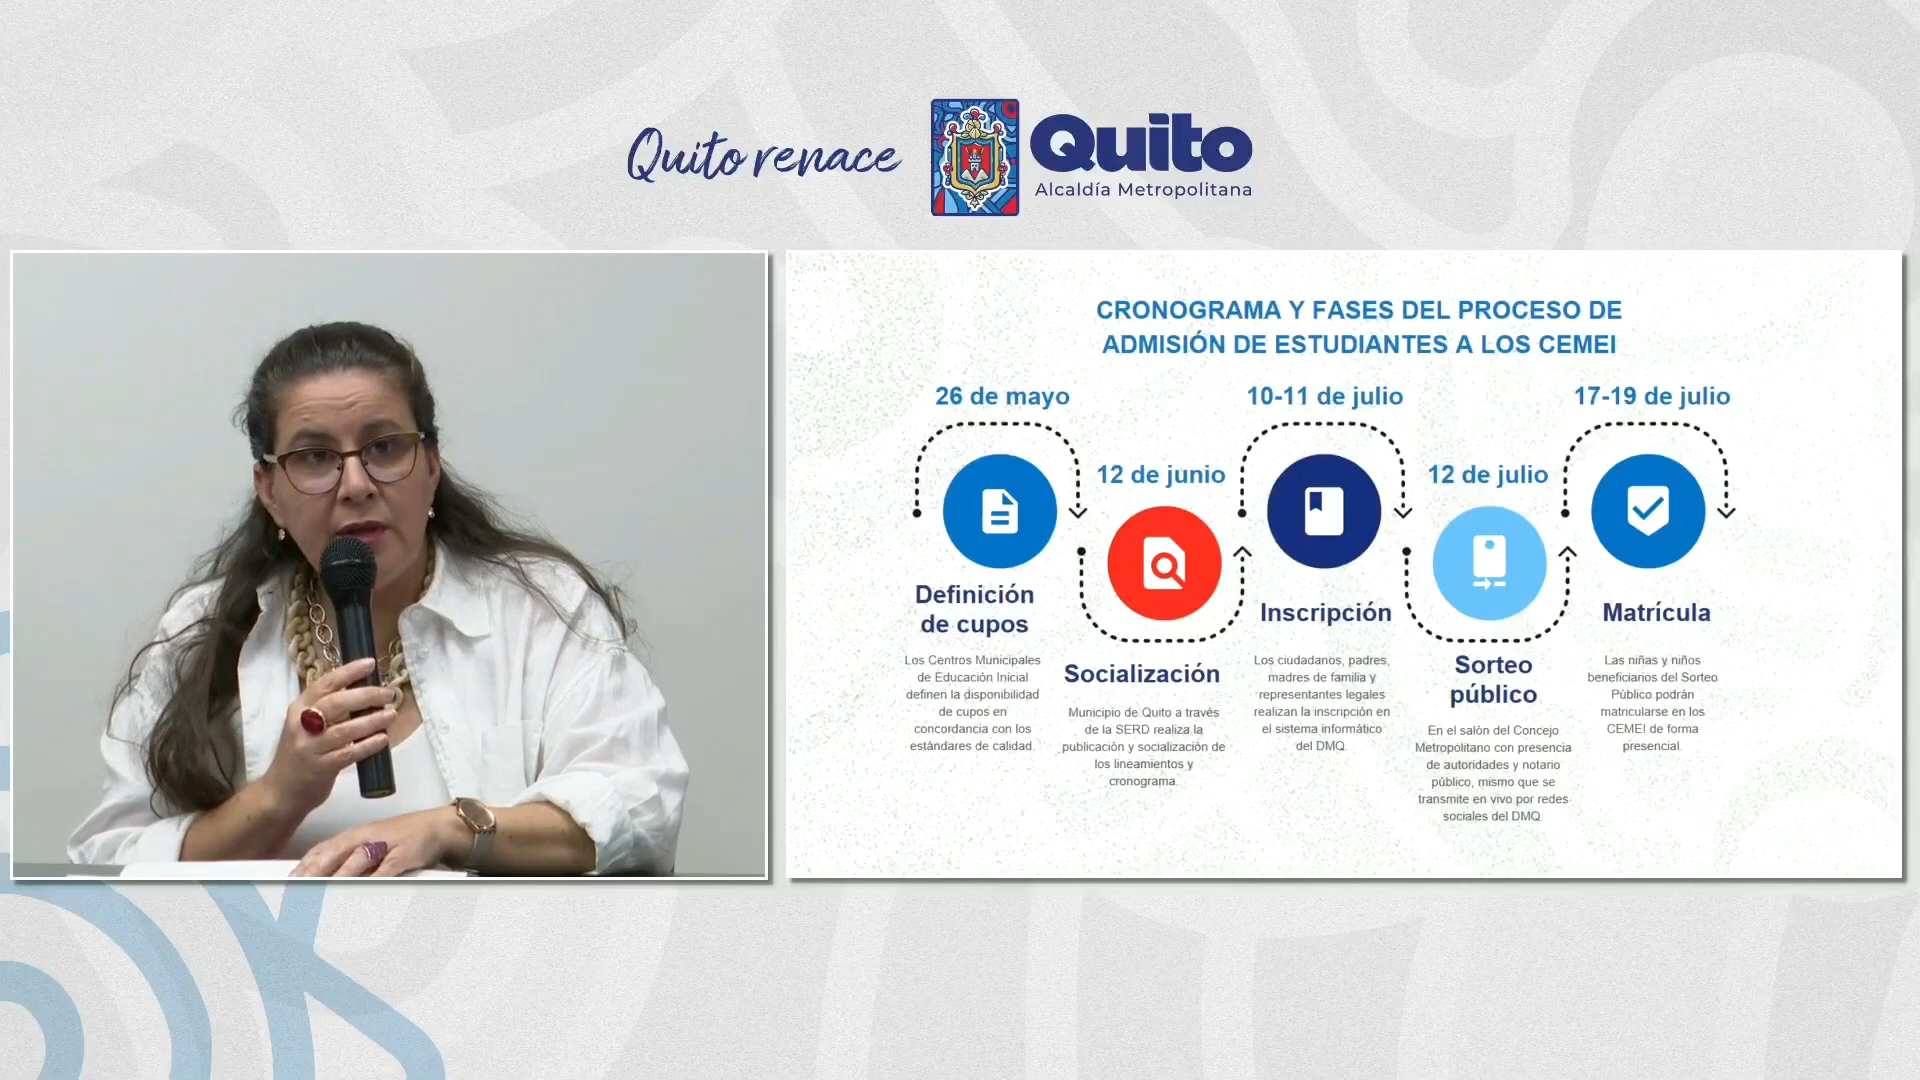 Quito renace
Quito
Alcaldía Metropolitana
CRONOGRAMA Y FASES DEL PROCESO DE
ADMISIÓN DE ESTUDIANTES A LOS CEMEI
26 de mayo
Definición
de cupos
Los Centros Municipales
de Educación Inicial
definen la disponibilidad
de cupos en
concordancia con los
estándares de calidad.
12 de junio
Socialización
Municipio de Quito a través
de la SERD realiza la
publicación y socialización de
los lineamientos y
cronograma.
10-11 de julio
Inscripción
Los ciudadanos, padres,
madres de familia y
representantes legales
realizan la inscripción en
el sistema informático
del DMQ.
12 de julio
Sorteo
público
En el salón del Concejo
Metropolitano con presencia
de autoridades y notario
público, mismo que se
transmite en vivo por redes
sociales del DMQ.
17-19 de julio
Matrícula
Las niñas y niños
beneficiarios del Sorteo
Público podrán
matricularse en los
CEMEI de forma
presencial.